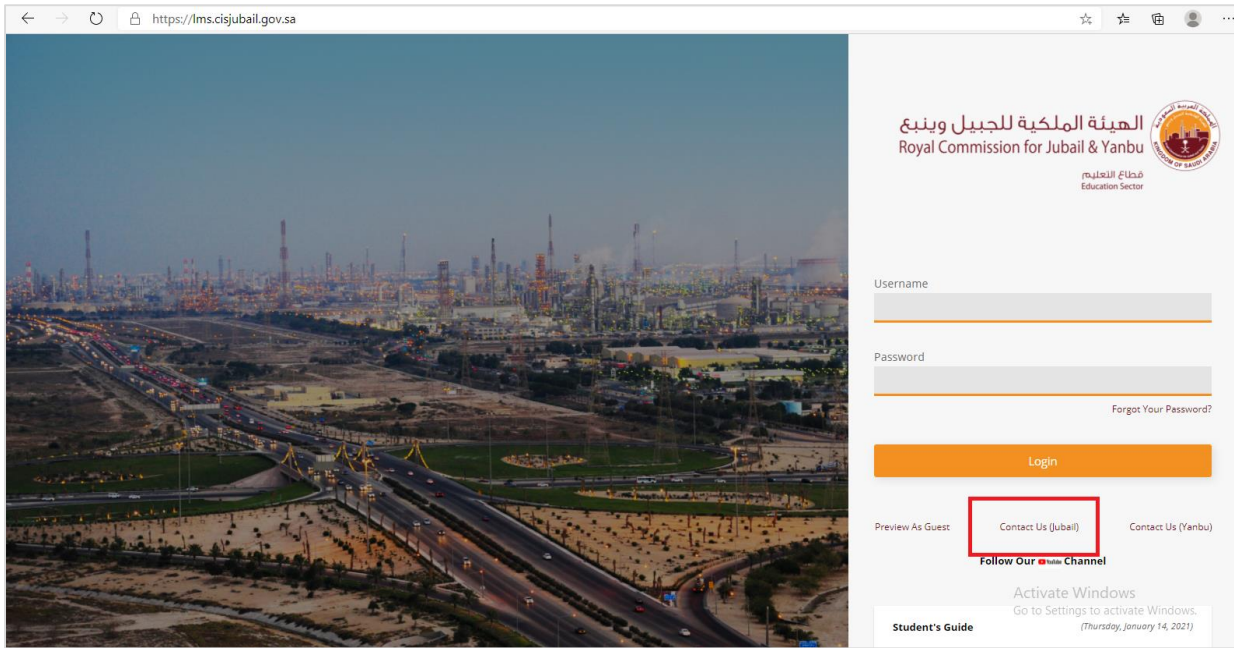 https://lms.cisjubail.gov.sa
الهيئة الملكية للجبيل وينبع
Royal Commission for Jubail & Yanbu
قطاع التعليم
Education Sector
Username
Password
Forgot Your Password?
Login
Preview As Guest
Contact Us (Jubail)
Contact Us (Yanbu)
Follow Our YouTube Channel
Activate Windows
Go to Settings to activate Windows.
Student's Guide
(Thursday, January 14, 2021)